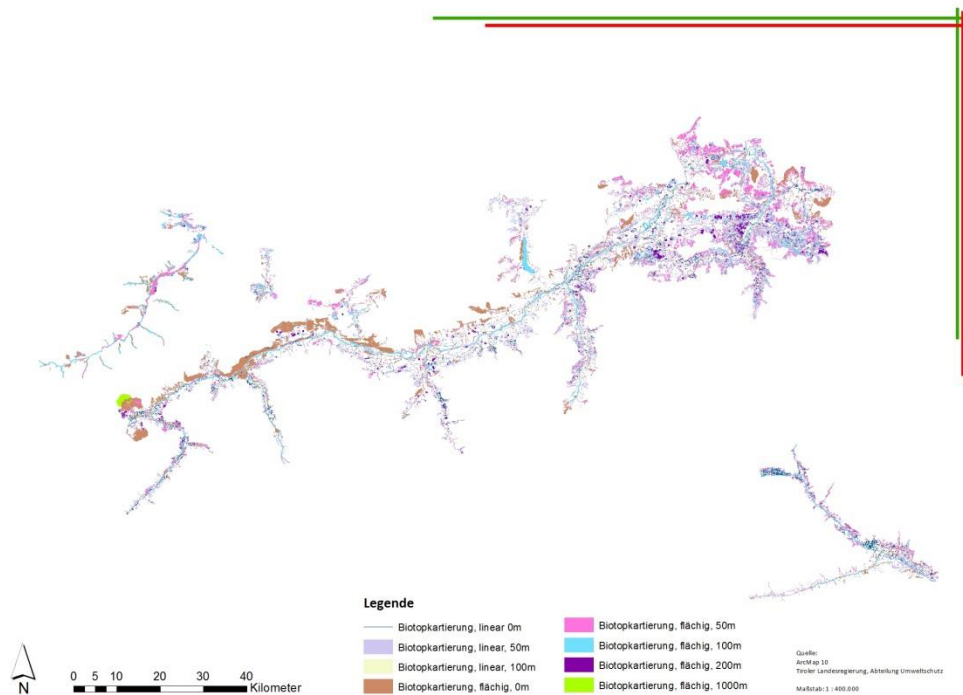 Legende
Biotopkartierung, linear 0m
Biotopkartierung, linear, 50m
Biotopkartierung, linear, 100m
Biotopkartierung, flächig, 0m
Biotopkartierung, flächig, 50m
Biotopkartierung, flächig, 100m
Biotopkartierung, flächig, 200m
Biotopkartierung, flächig, 1000m
N
0 5 10 20 30 40
Kilometer
Quelle:
ArcMap 10
Tiroler Landesregierung, Abteilung Umweltschutz
Maßstab: 1 : 400.000